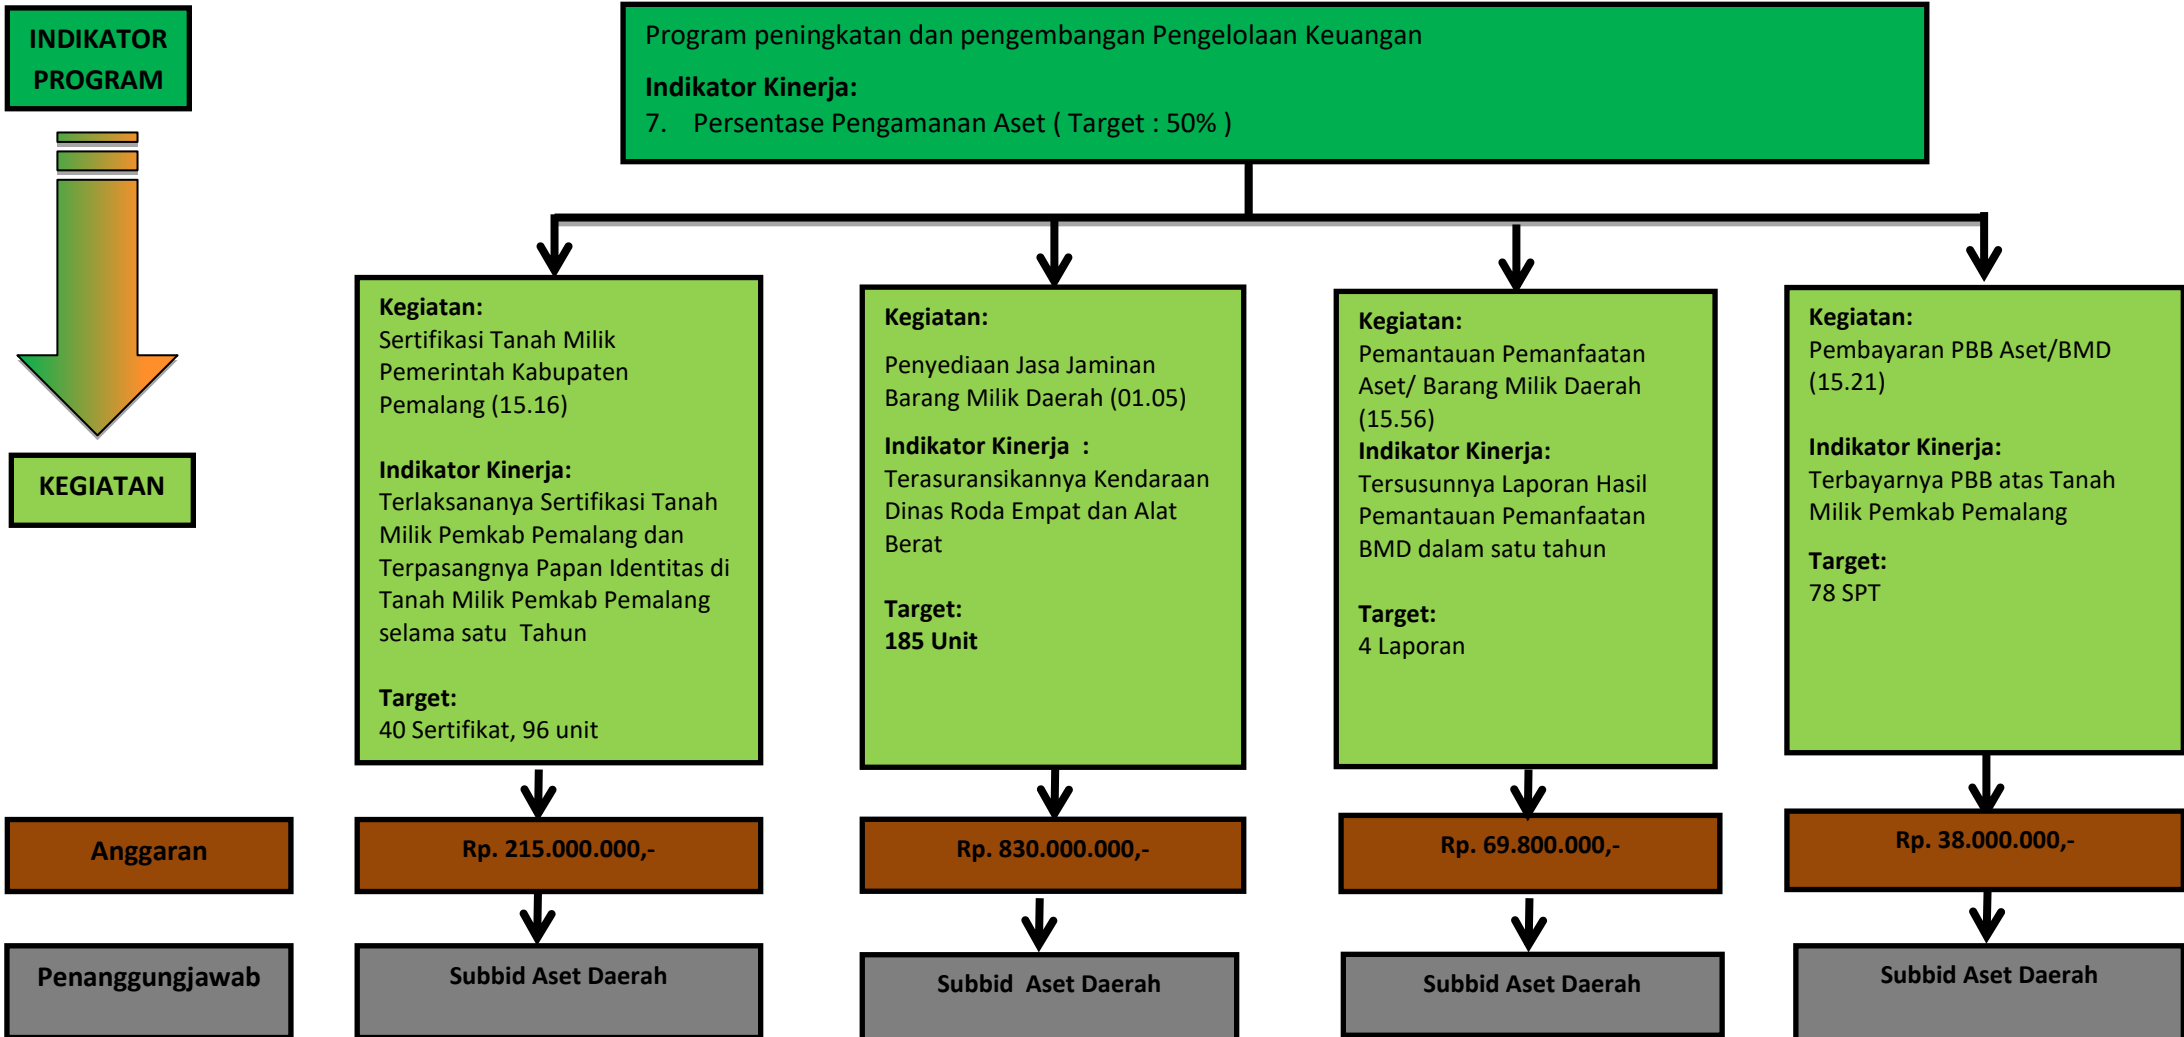 INDIKATOR
PROGRAM
Program peningkatan dan pengembangan Pengelolaan Keuangan
Indikator Kinerja:
7. Persentase Pengamanan Aset ( Target : 50% )
KEGIATAN
Kegiatan:
Sertifikasi Tanah Milik
Pemerintah Kabupaten
Pemalang (15.16)
Indikator Kinerja:
Terlaksananya Sertifikasi Tanah
Milik Pemkab Pemalang dan
Terpasangnya Papan Identitas di
Tanah Milik Pemkab Pemalang
selama satu Tahun
Target:
40 Sertifikat, 96 unit
Kegiatan:
Penyediaan Jasa Jaminan
Barang Milik Daerah (01.05)
Indikator Kinerja :
Terasuransikannya Kendaraan
Dinas Roda Empat dan Alat
Berat
Target:
185 Unit
Kegiatan:
Pemantauan Pemanfaatan
Aset/ Barang Milik Daerah
(15.56)
Indikator Kinerja:
Tersusunnya Laporan Hasil
Pemantauan Pemanfaatan
BMD dalam satu tahun
Target:
4 Laporan
Kegiatan:
Pembayaran PBB Aset/BMD
(15.21)
Indikator Kinerja:
Terbayarnya PBB atas Tanah
Milik Pemkab Pemalang
Target:
78 SPT
Anggaran
Rp. 215.000.000,-
Rp. 830.000.000,-
Rp. 69.800.000,-
Rp. 38.000.000,-
Penanggungjawab
Subbid Aset Daerah
Subbid Aset Daerah
Subbid Aset Daerah
Subbid Aset Daerah